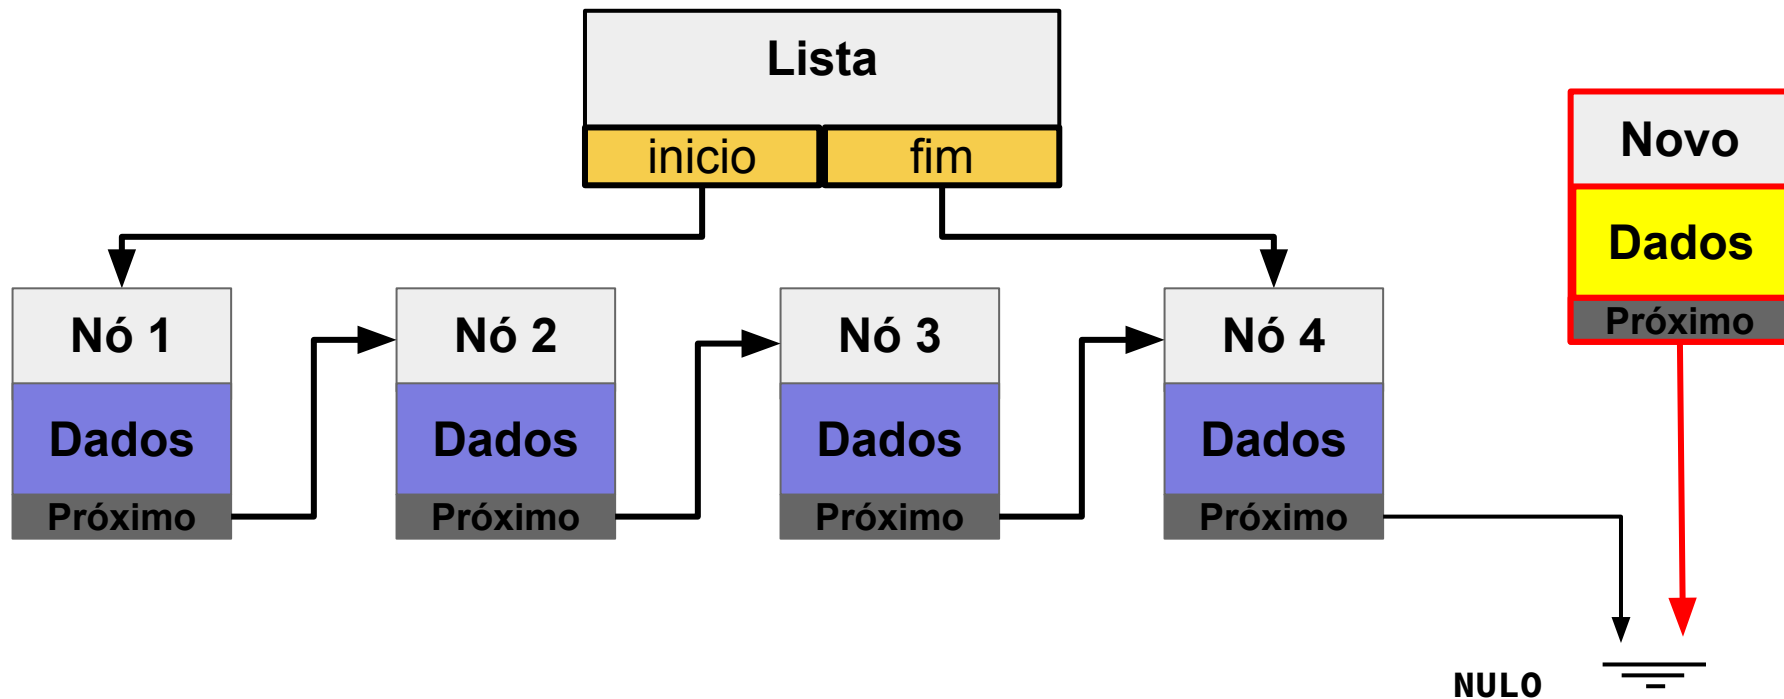 Lista
inicio
fim
Novo
Dados
Próximo
Nó 1
Dados
Próximo
Nó 2
Dados
Próximo
Nó 3
Dados
Próximo
Nó 4
Dados
Próximo
NULO